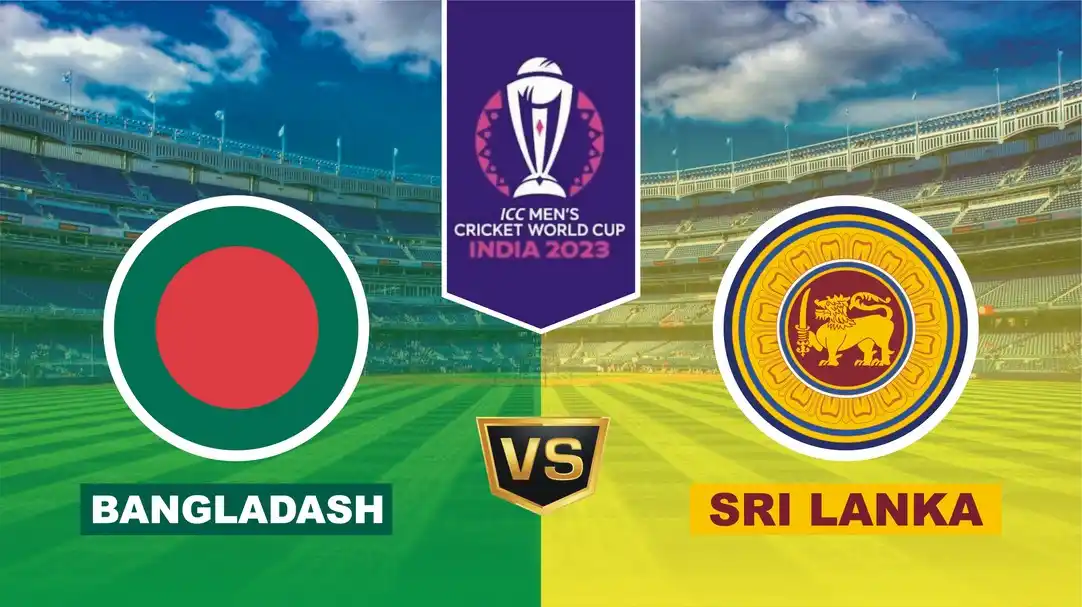 ICC MEN'S
CRICKET WORLD CUP
INDIA 2023
VS
BANGLADASH
SRI LANKA